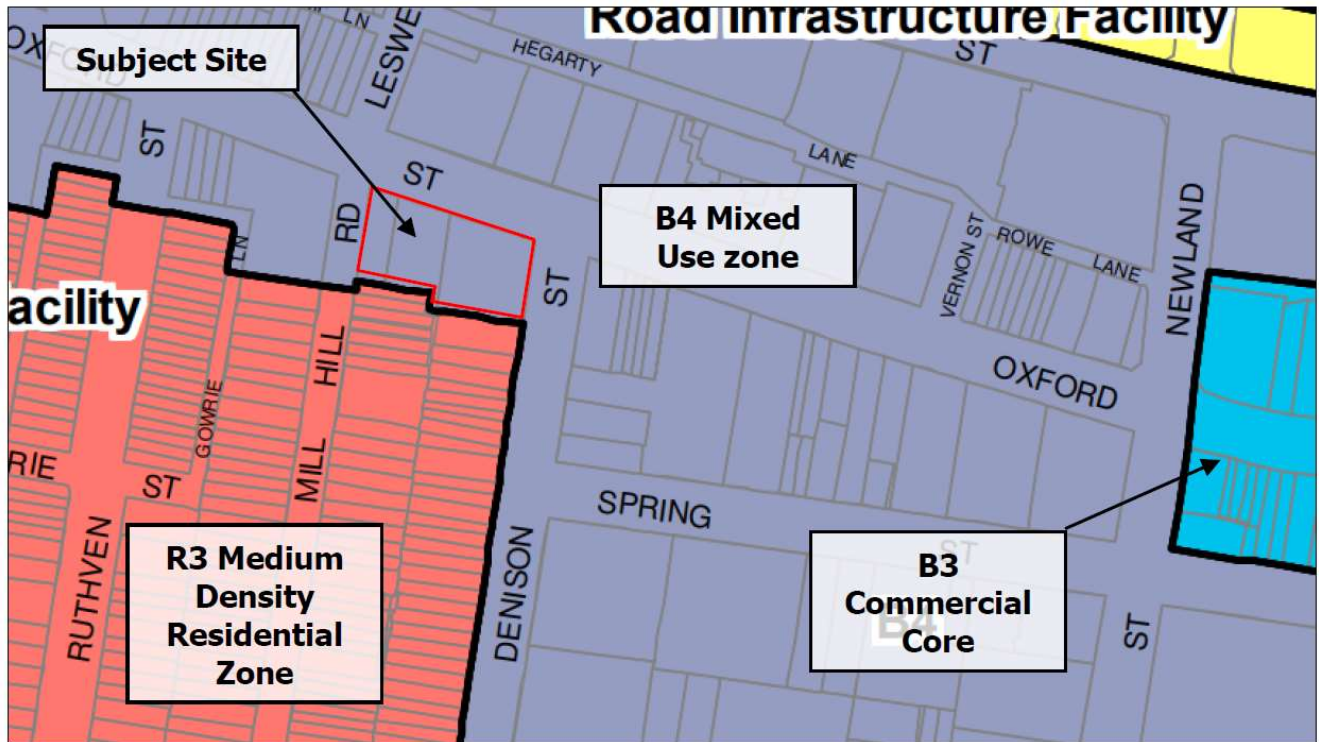 Road Infrastructure Facility
LN
OXFORD
Subject Site
LESWE
HEGARTY
ST
ST
ST
LANE
RD
B4 Mixed
Use zone
NEWLAND
VERNON ST
ROWE
LANE
LN
ST
acility
HILL
OXFORD
GOWRIE
MILL
RIE
ST
SPRING
ST
R3 Medium
Density
Residential
Zone
RUTHVEN
DENISON
B3
Commercial
Core
B4
ST